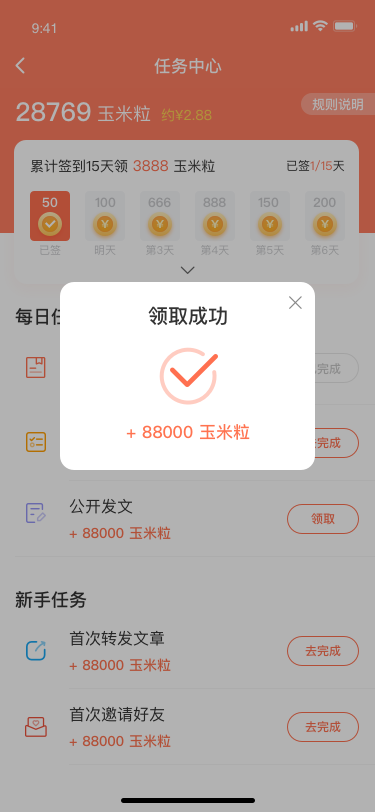 9:41
任务中心
28769 玉米粒 约¥2.88
规则说明
累计签到15天领 3888 玉米粒
已签1/15天
50 100 666 888 150 200
已签 明天 第3天 第4天 第5天 第6天
每日任
领取成功
+ 88000 玉米粒
完成
去完成
公开发文
+ 88000 玉米粒
领取
新手任务
首次转发文章
+ 88000 玉米粒
去完成
首次邀请好友
+ 88000 玉米粒
去完成